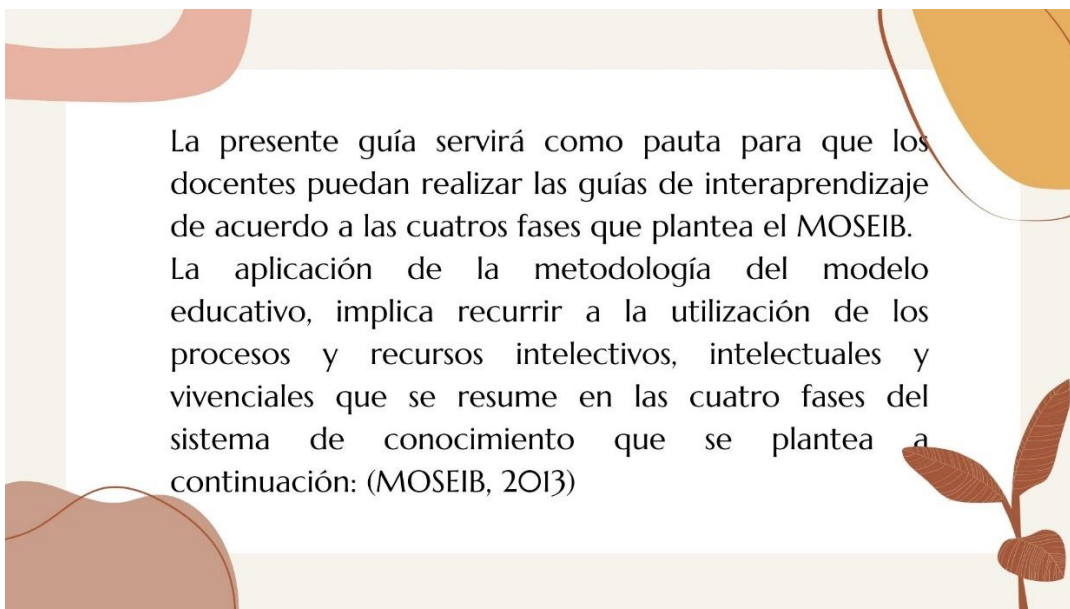 La presente guía servirá como pauta para que los
docentes puedan realizar las guías de interaprendizaje
de acuerdo a las cuatros fases que plantea el MOSEIB.
La aplicación de la metodología del modelo
educativo, implica recurrir a la utilización de los
procesos y recursos intelectivos, intelectuales y
vivenciales que se resume en las cuatro fases del
sistema de conocimiento que se plantea a
continuación: (MOSEIB, 2013)